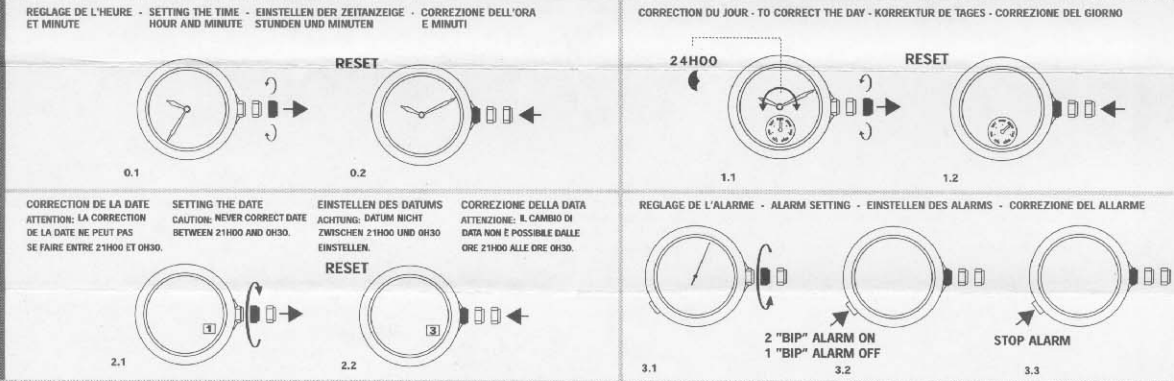 REGLAGE DE L'HEURE - SETTING THE TIME - EINSTELLEN DER ZEITANZEIGE - CORREZIONE DELL'ORA
ET MINUTE HOUR AND MINUTE STUNDEN UND MINUTEN E MINUTI
RESET
0.1
0.2
CORRECTION DU JOUR - TO CORRECT THE DAY - KORREKTUR DE TAGES - CORREZIONE DEL GIORNO
24H00
RESET
1.1
1.2
CORRECTION DE LA DATE
ATTENTION: LA CORRECTION
DE LA DATE NE PEUT PAS
SE FAIRE ENTRE 21H00 ET 0H30.
SETTING THE DATE
CAUTION: NEVER CORRECT DATE
BETWEEN 21H00 AND 0H30.
EINSTELLEN DES DATUMS
ACHTUNG: DATUM NICHT
ZWISCHEN 21H00 UND 0H30
EINSTELLEN.
CORREZIONE DELLA DATA
ATTENZIONE: IL CAMBIO DI
DATA NON È POSSIBILE DALLE
ORE 21H00 ALLE ORE 0H30.
RESET
1
3
2.1
2.2
REGLAGE DE L'ALARME - ALARM SETTING - EINSTELLEN DES ALARMS - CORREZIONE DEL ALLARME
2 "BIP" ALARM ON
1 "BIP" ALARM OFF
STOP ALARM
3.1
3.2
3.3